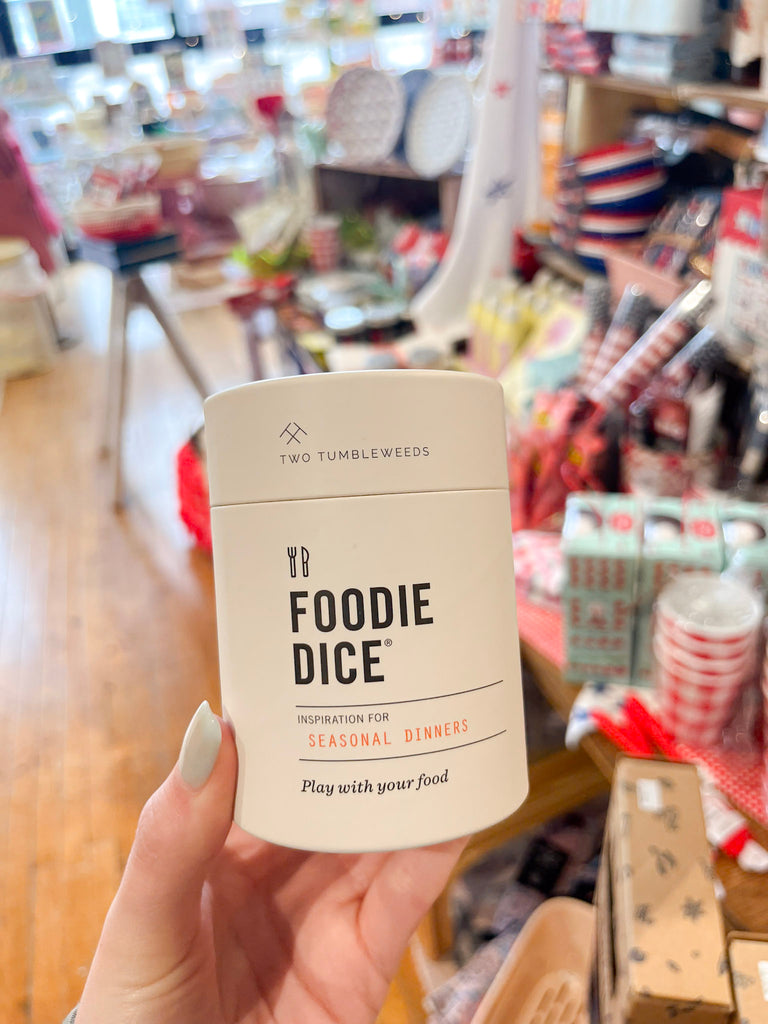 TWO TUMBLEWEEDS
FOODIE
DICE®
INSPIRATION FOR
SEASONAL DINNERS
Play with your food